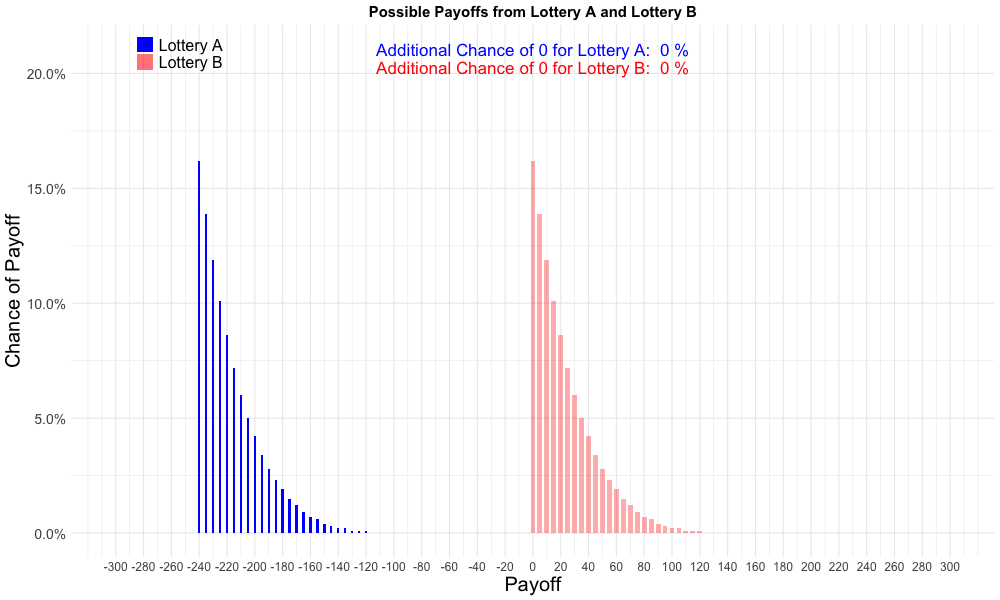 Possible Payoffs from Lottery A and Lottery B
Lottery A
Lottery B
Additional Chance of 0 for Lottery A:  0 %
Additional Chance of 0 for Lottery B:  0 %
Chance of Payoff
20.0%
15.0%
10.0%
5.0%
0.0%
-300 -280 -260 -240 -220 -200 -180 -160 -140 -120 -100 -80 -60 -40 -20 0 20 40 60 80 100 120 140 160 180 200 220 240 260 280 300
Payoff